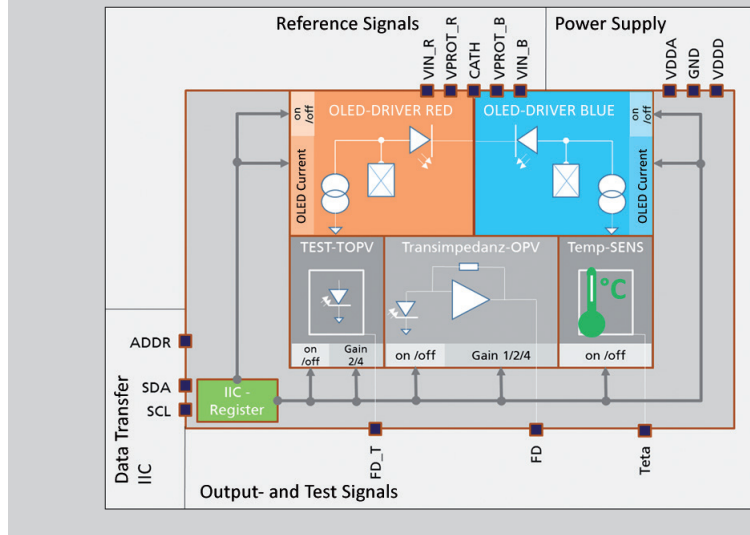 Reference Signals
Power Supply
VIN_R
VPROT_R
CATH
VPROT_B
VIN_B
VDDA
GND
VDDD
on
/off
OLED-DRIVER RED
OLED-DRIVER BLUE
on
/off
OLED Current
OLED Current
TEST-TOPV
Transimpedanz-OPV
Temp-SENS
°C
on
/off
Gain
2/4
on /off
Gain 1/2/4
on /off
ADDR
SDA
SCL
IIC -
Register
Data Transfer
IIC
FD_T
FD
Teta
Output- and Test Signals